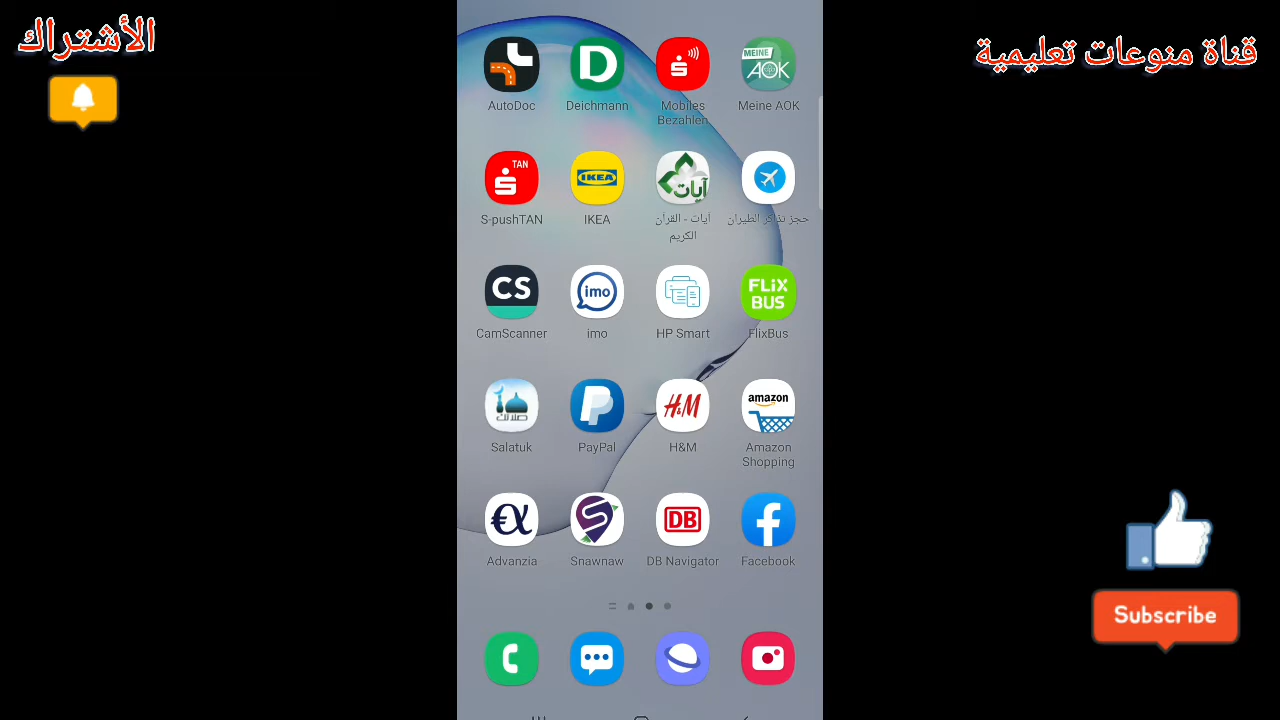 الأشتراك
قناة منوعات تعليمية
MEINE
AOK
AutoDoc
Deichmann
Mobiles
Bezahlen
Meine AOK
TAN
IKEA
آيات
S-pushTAN
IKEA
آيات - القرآن
الكريم
حجز تذاكر الطيران
CS
imo
FLiX
BUS
CamScanner
imo
HP Smart
FlixBus
صلاتك
H&M
amazon
Salatuk
PayPal
H&M
Amazon
Shopping
DB
Advanzia
Snawnaw
DB Navigator
Facebook
Subscribe